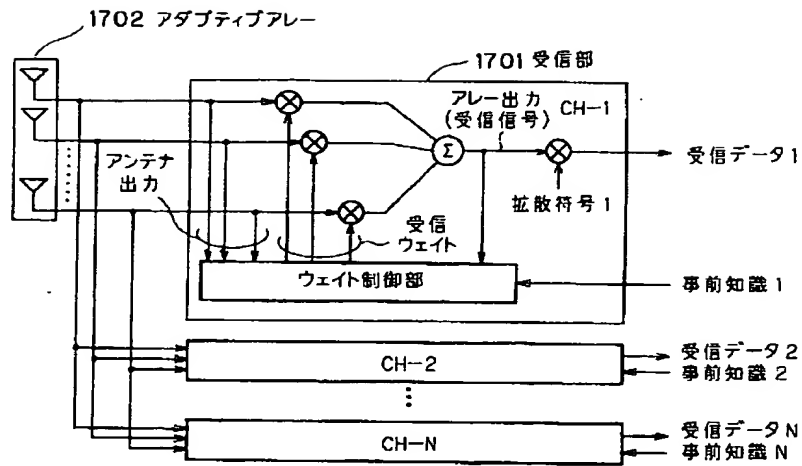 1702 アダプティブアレー
1701 受信部
アレー出力
(受信信号)
CH-1
Σ
受信データ1
拡散符号1
アンテナ
出力
受信
ウェイト
ウェイト制御部
事前知識1
CH-2
受信データ2
事前知識2
CH-N
受信データN
事前知識N